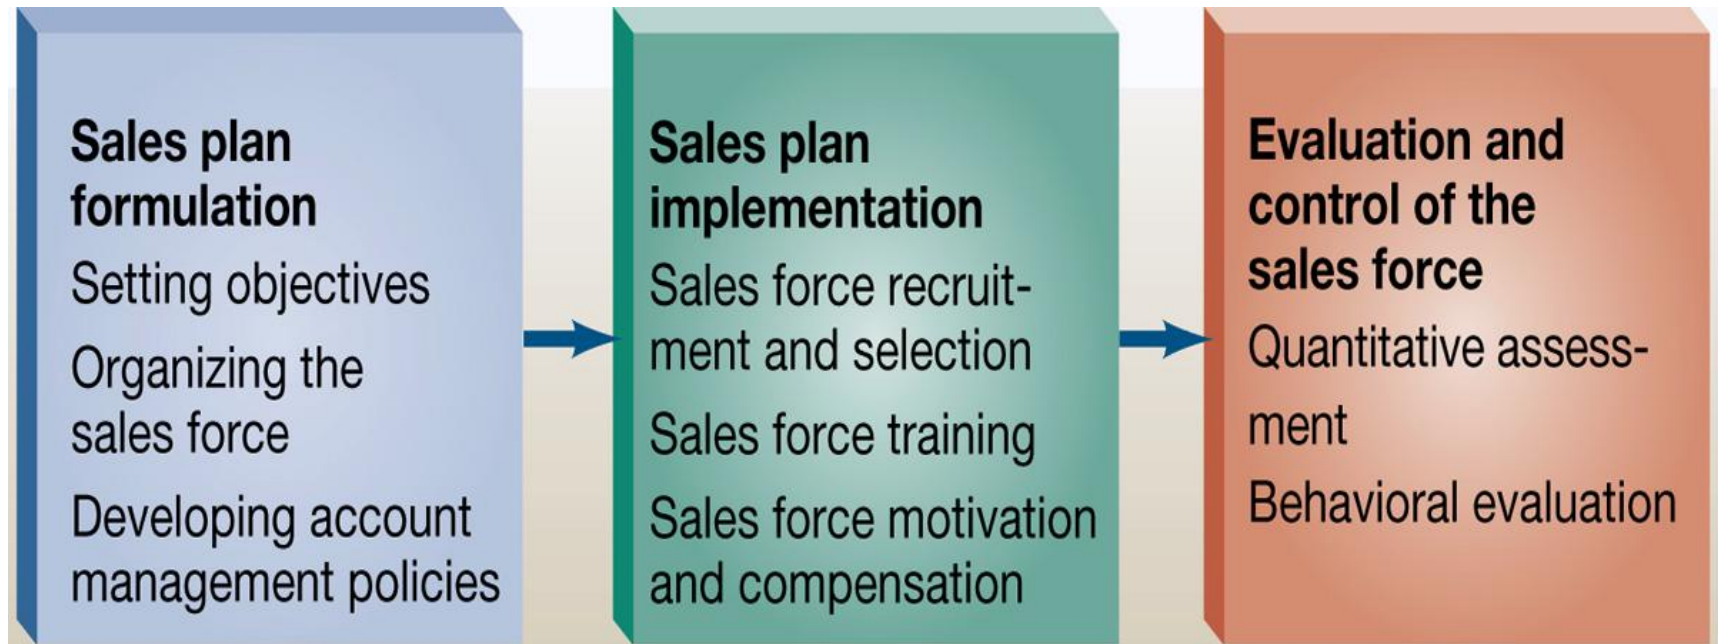 Sales plan
formulation
Setting objectives
Organizing the
sales force
Developing account
management policies
Sales plan
implementation
Sales force recruit-
ment and selection
Sales force training
Sales force motivation
and compensation
Evaluation and
control of the
sales force
Quantitative assess-
ment
Behavioral evaluation